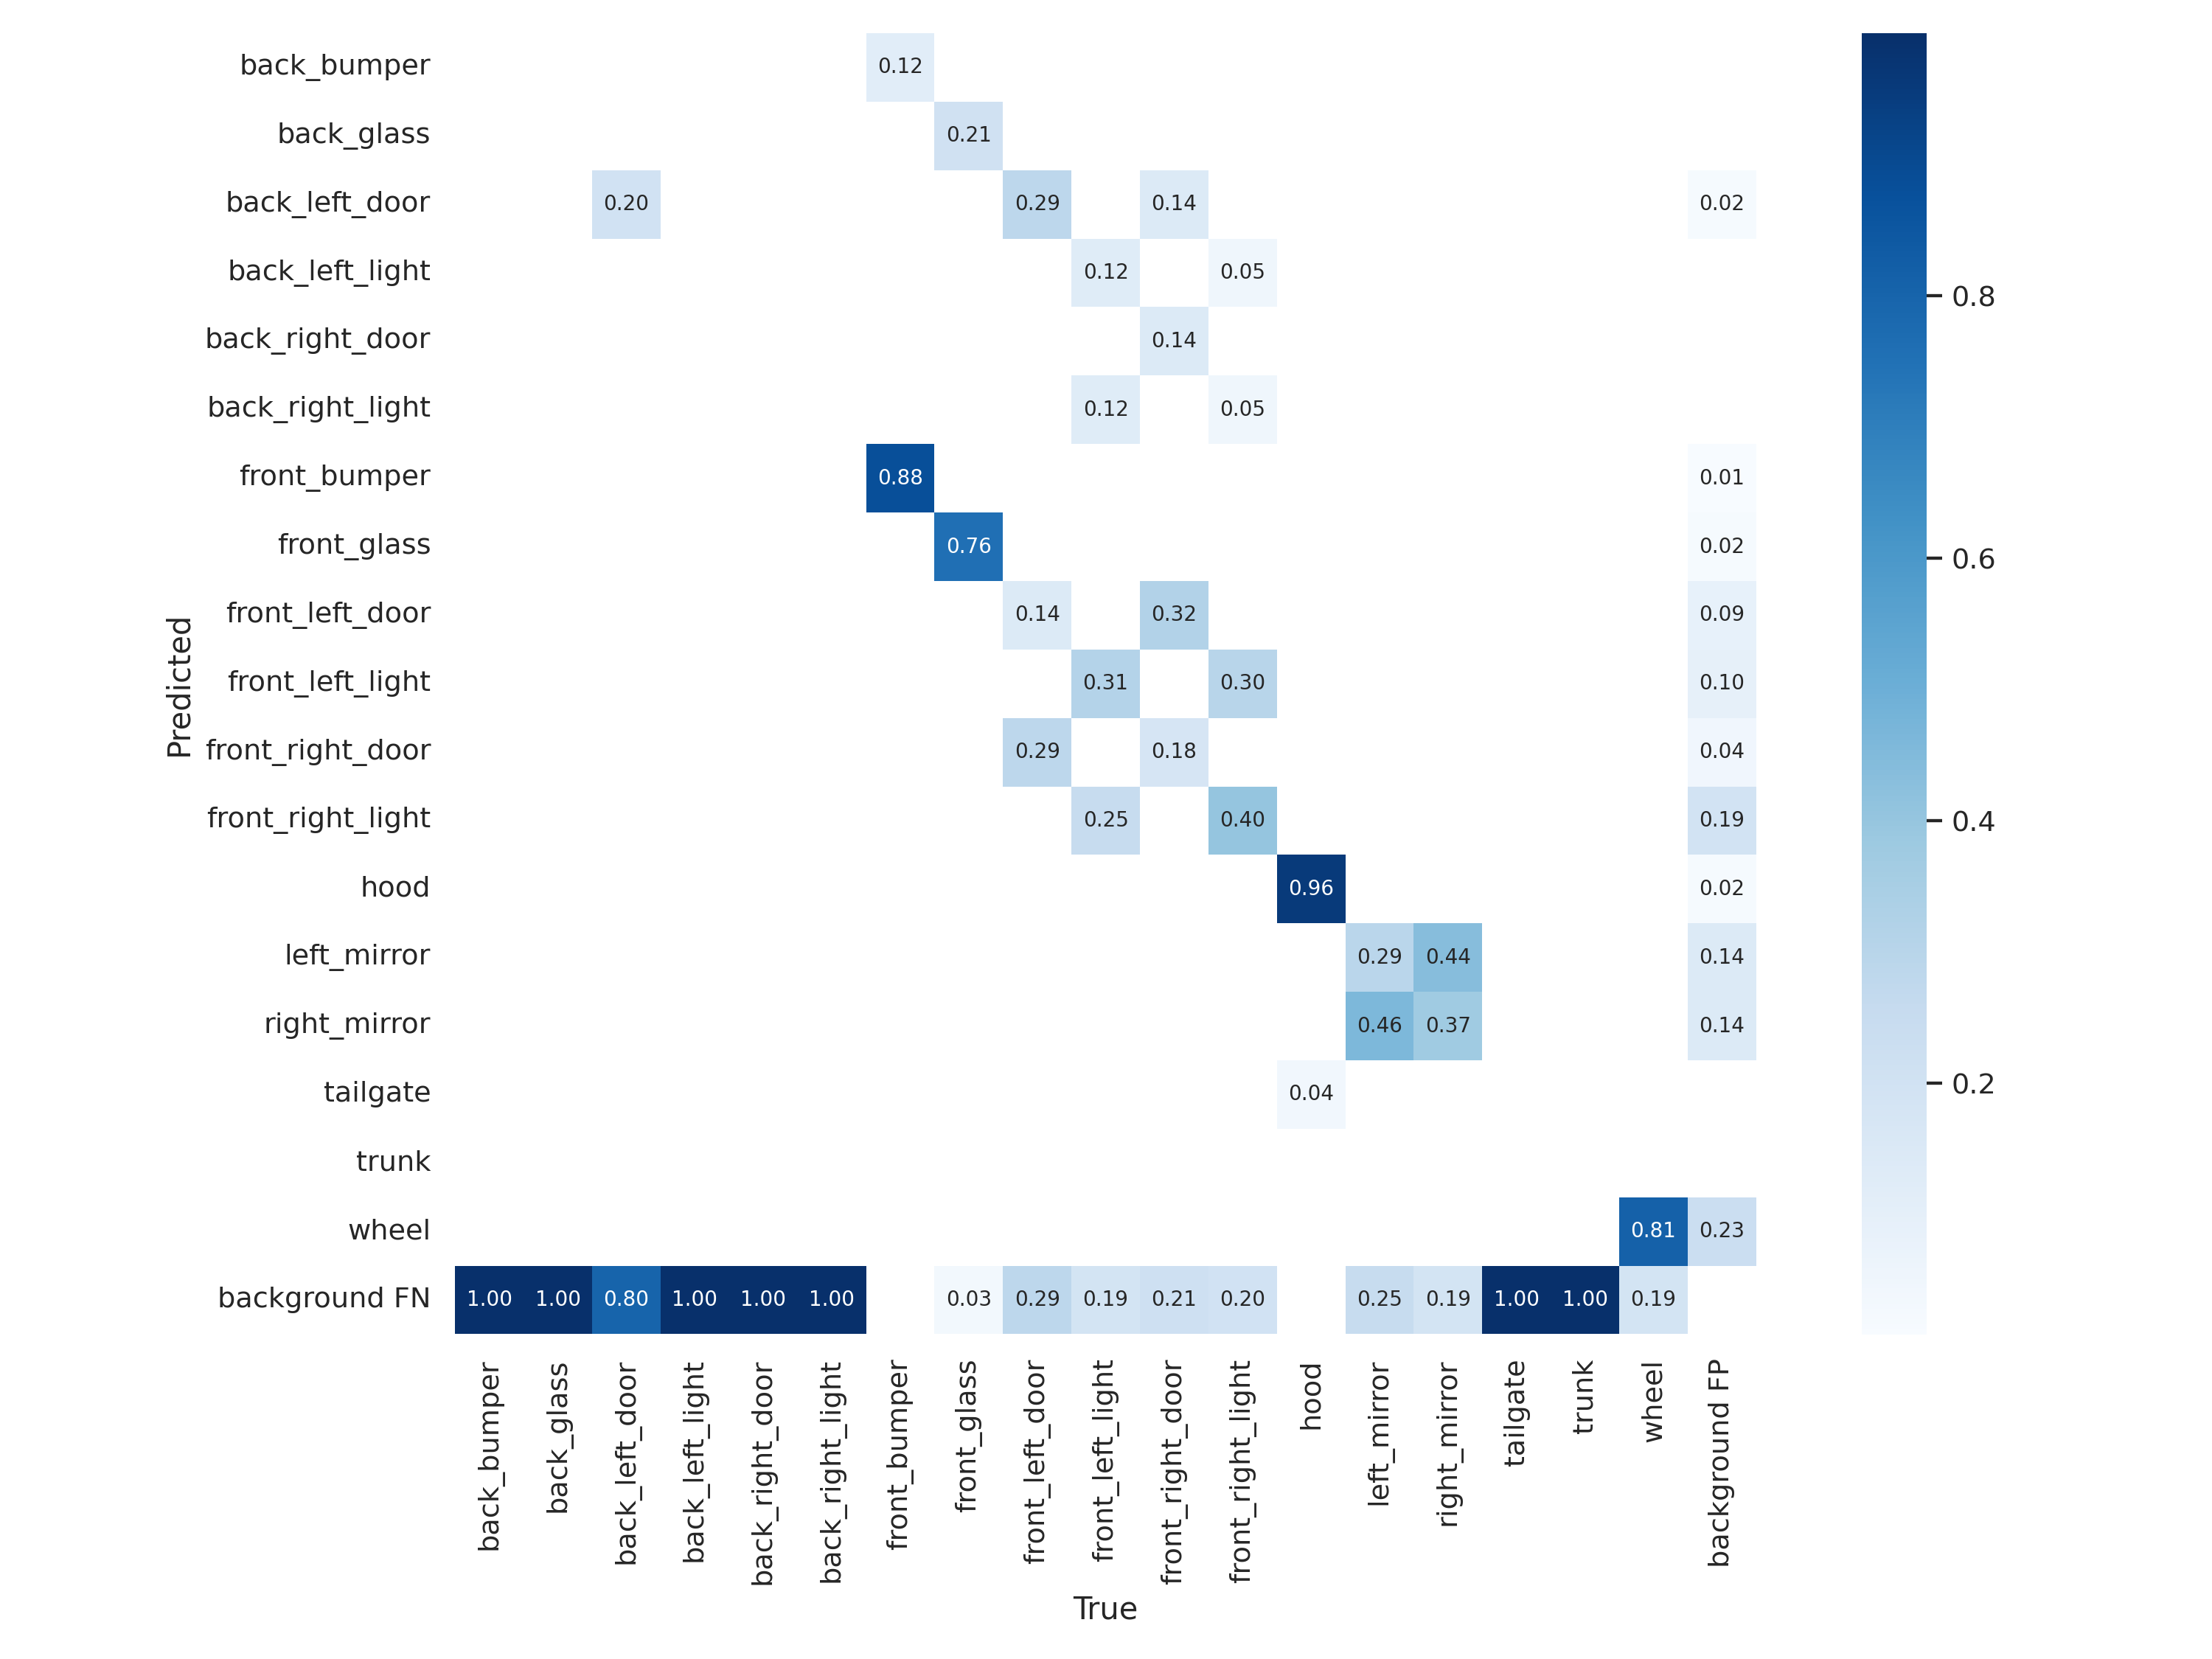 back_bumper 0.12
back_glass 0.21
back_left_door 0.20 0.29 0.14 0.02
back_left_light 0.12 0.05
0.8
back_right_door 0.14
back_right_light 0.12 0.05
front_bumper 0.88 0.01
front_glass 0.76 0.02
0.6
front_left_door 0.14 0.32 0.09
Predicted
front_left_light 0.31 0.30 0.10
front_right_door 0.29 0.18 0.04
front_right_light 0.25 0.40 0.19
0.4
hood 0.96 0.02
left_mirror 0.29 0.44 0.14
right_mirror 0.46 0.37 0.14
tailgate 0.04
0.2
trunk
wheel 0.81 0.23
background FN 1.00 1.00 0.80 1.00 1.00 1.00 0.03 0.29 0.19 0.21 0.20 0.25 0.19 1.00 1.00 0.19
back_bumper
back_glass
back_left_door
back_left_light
back_right_door
back_right_light
front_bumper
front_glass
front_left_door
front_left_light
front_right_door
front_right_light
hood
left_mirror
right_mirror
tailgate
trunk
wheel
background FP
True